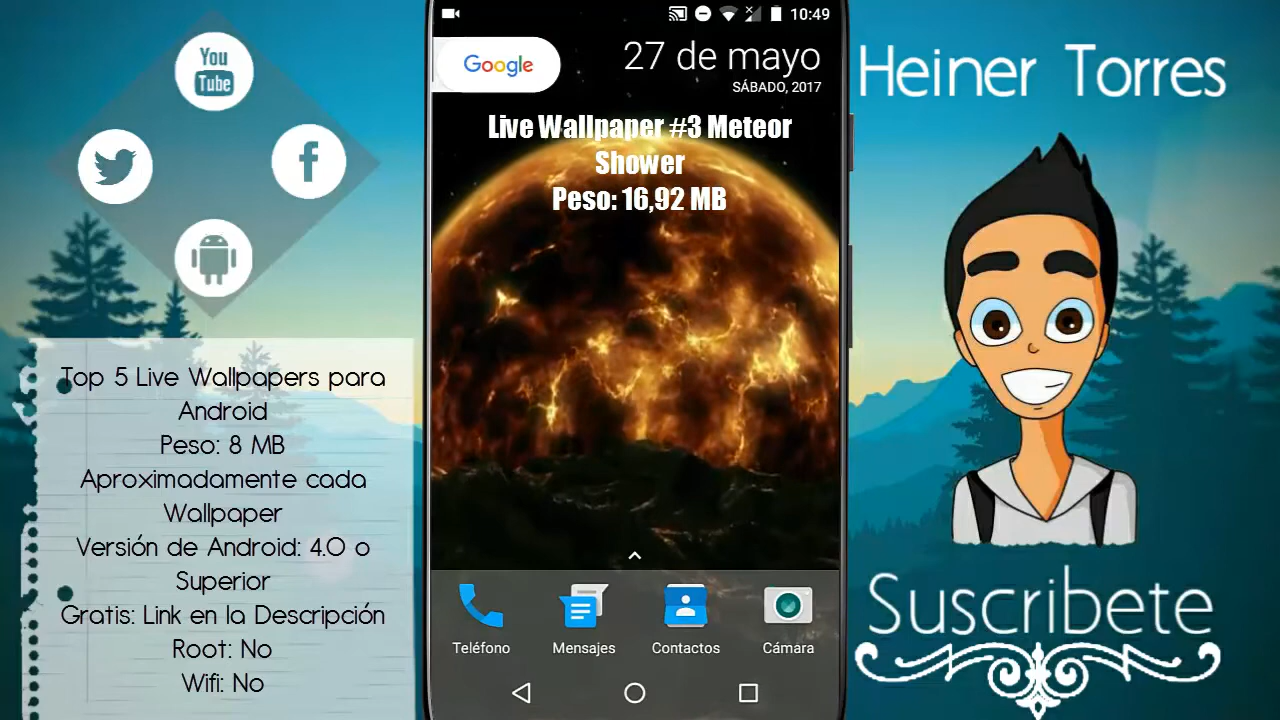 You
Tube
f
Top 5 Live Wallpapers para
Android
Peso: 8 MB
Aproximadamente cada
Wallpaper
Versión de Android: 4.0 o
Superior
Gratis: Link en la Descripción
Root: No
Wifi: No
10:49
Google
27 de mayo
SÁBADO, 2017
Live Wallpaper #3 Meteor
Shower
Peso: 16,92 MB
Teléfono
Mensajes
Contactos
Cámara
Heiner Torres
Suscribete